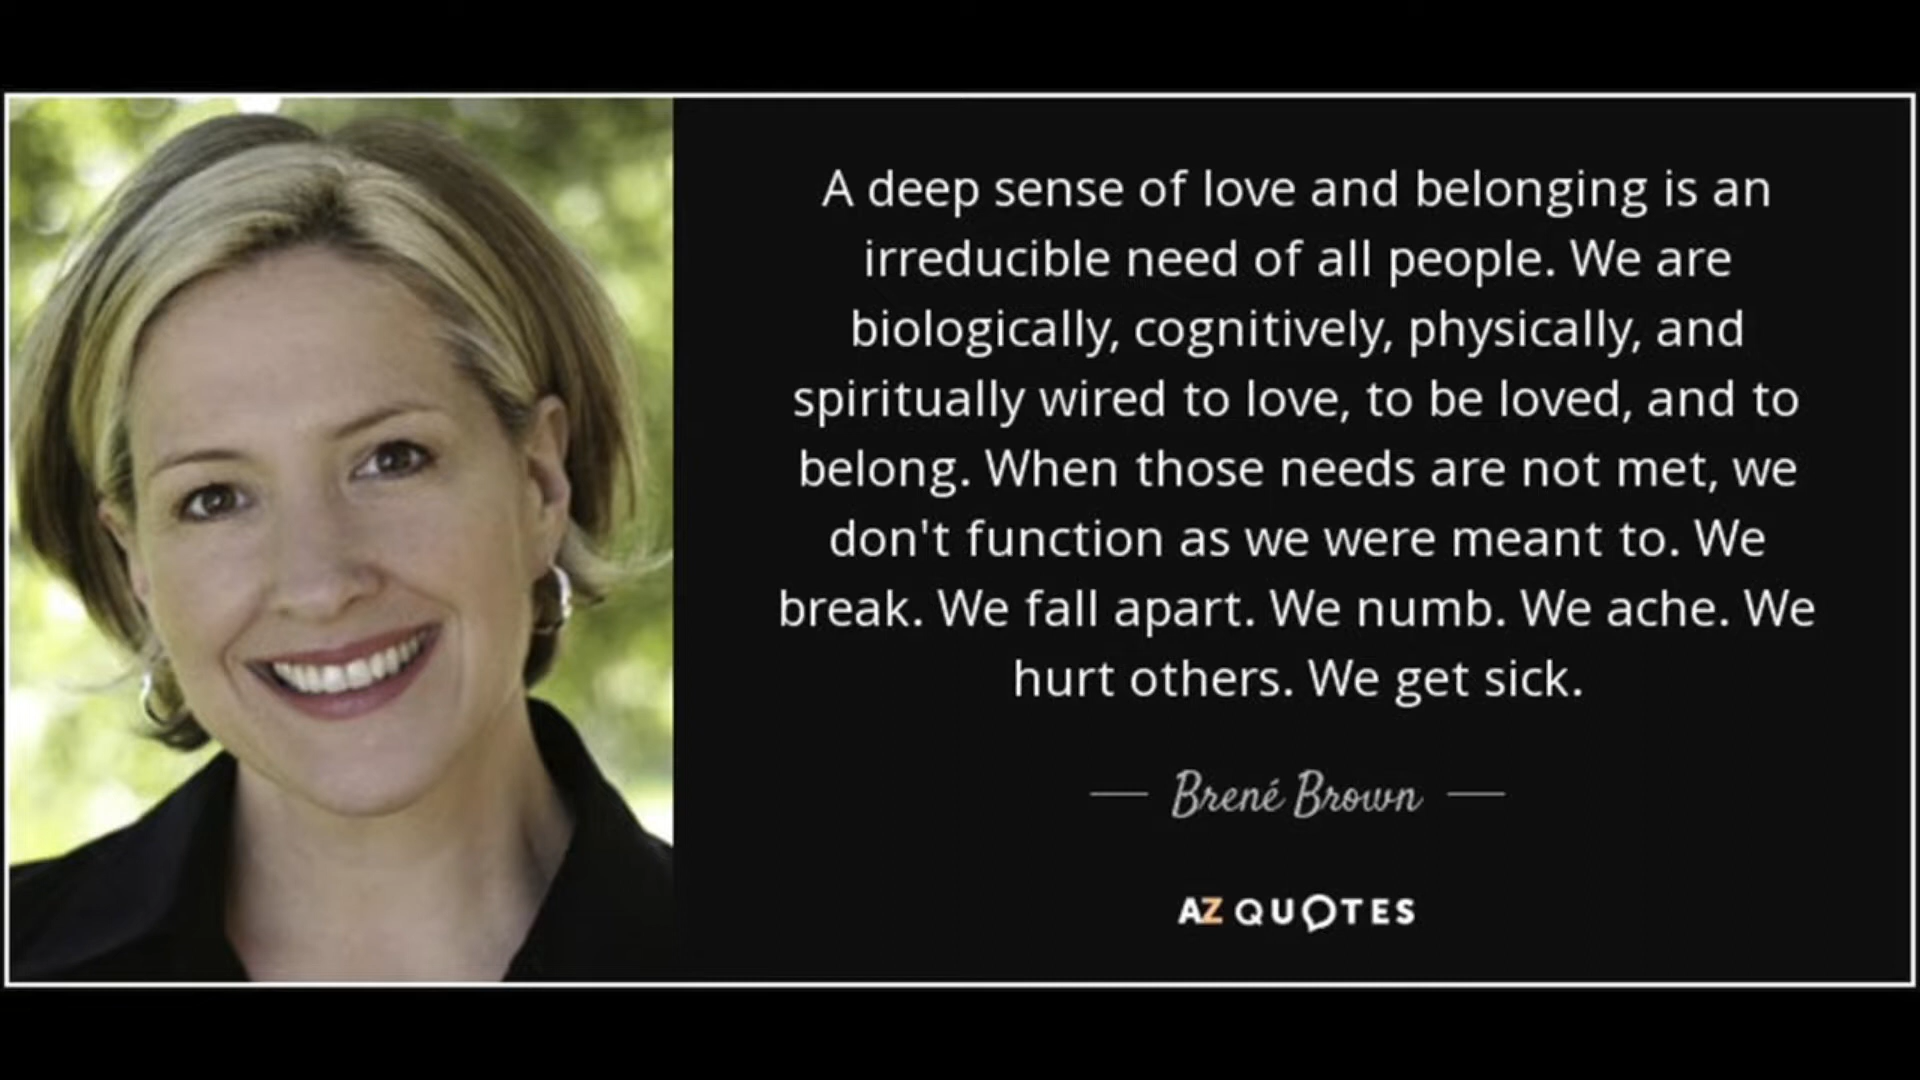 A deep sense of love and belonging is an
irreducible need of all people. We are
biologically, cognitively, physically, and
spiritually wired to love, to be loved, and to
belong. When those needs are not met, we
don't function as we were meant to. We
break. We fall apart. We numb. We ache. We
hurt others. We get sick.
— Brené Brown —
AZ QUOTES